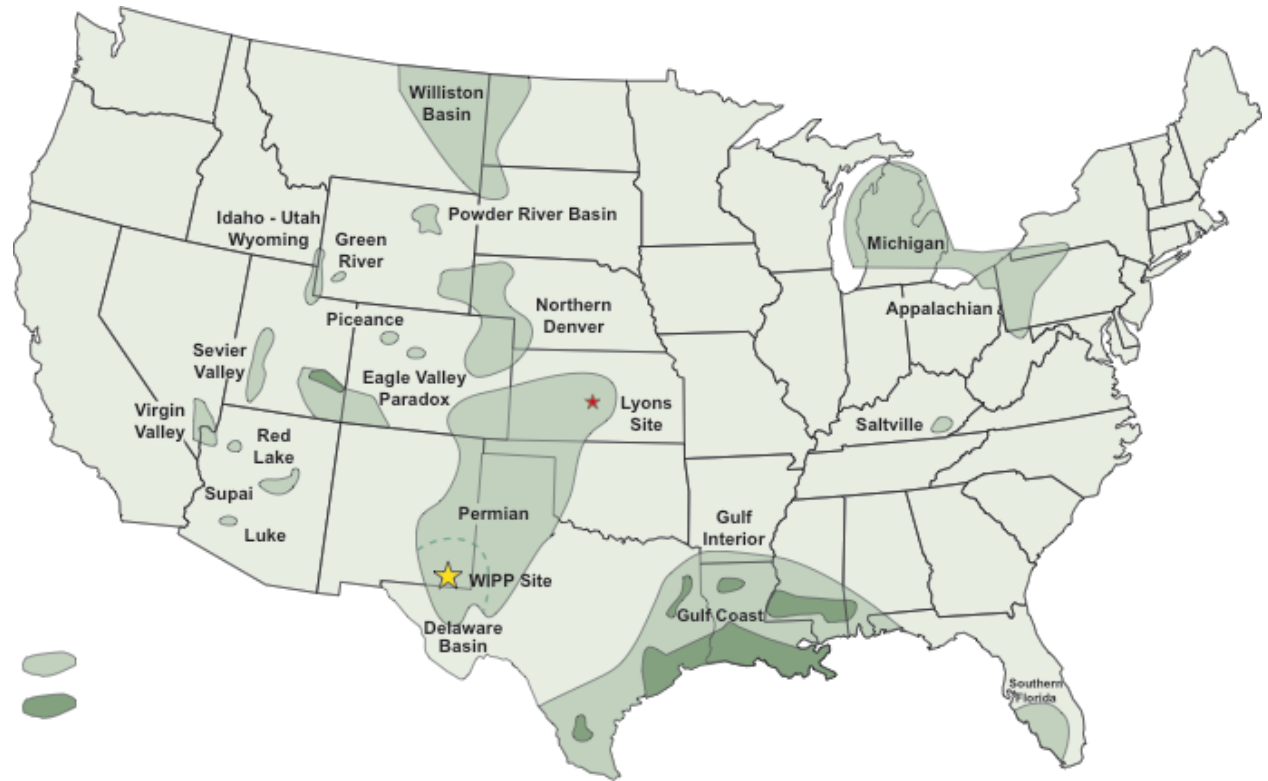 Williston
Basin
Idaho - Utah
Wyoming
Green
River
Powder River Basin
Michigan
Piceance
Northern
Denver
Appalachian
Sevier
Valley
Eagle Valley
Paradox
Virgin
Valley
Lyons
Site
Saltville
Red
Lake
Supai
Luke
Permian
Gulf
Interior
WIPP Site
Gulf Coast
Delaware
Basin
Southern
Florida